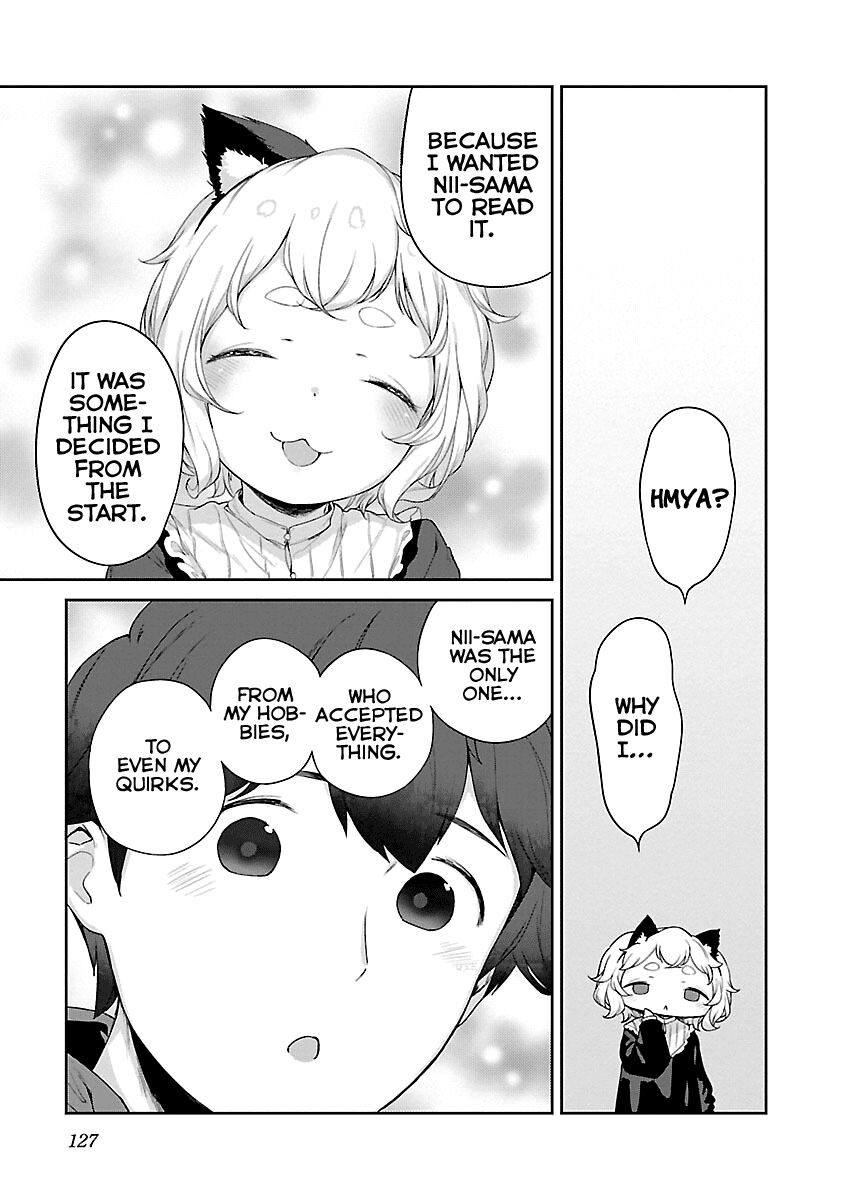 HMYA?
WHY
DID
I...
BECAUSE
I WANTED
NII-SAMA
TO READ
IT.
IT WAS
SOME-
THING I
DECIDED
FROM
THE
START.
NII-SAMA
WAS THE
ONLY
ONE...
WHO
ACCEPTED
EVERY-
THING.
FROM
MY HOB-
BIES,
TO
EVEN MY
QUIRKS.
127